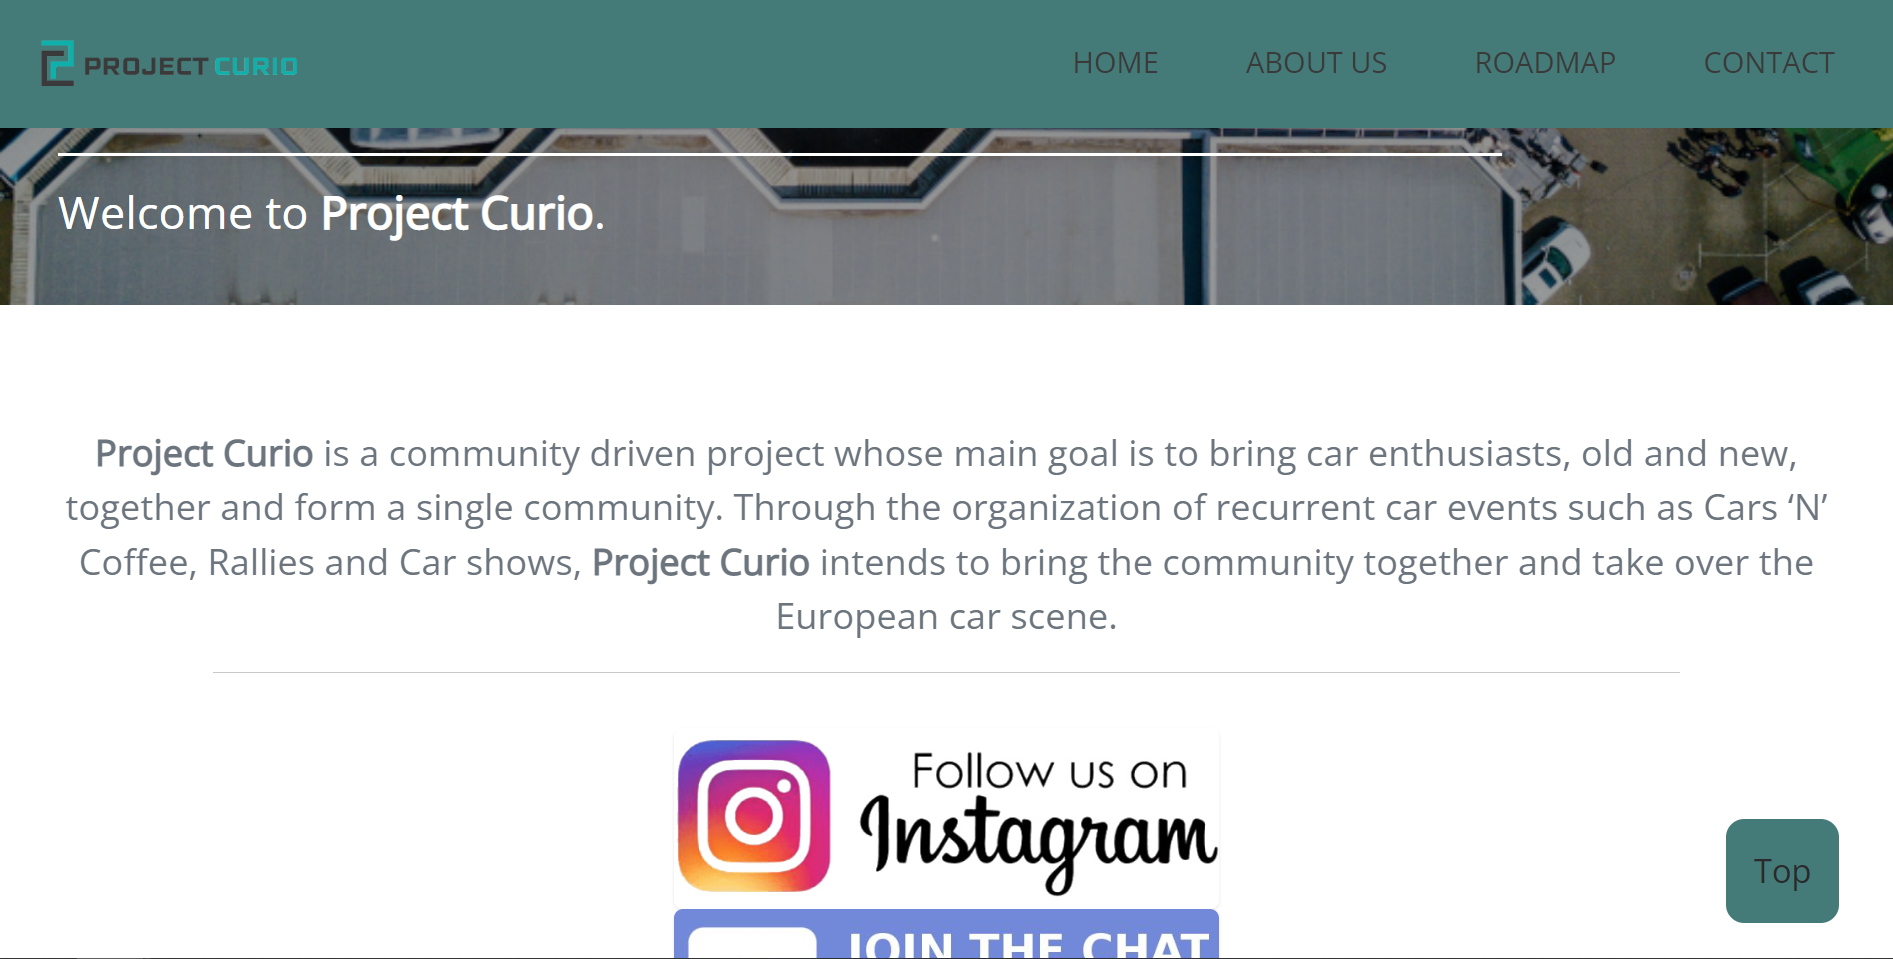 PROJECT CURIO
HOME ABOUT US ROADMAP CONTACT
Welcome to Project Curio.
Project Curio is a community driven project whose main goal is to bring car enthusiasts, old and new,
together and form a single community. Through the organization of recurrent car events such as Cars ‘N’
Coffee, Rallies and Car shows, Project Curio intends to bring the community together and take over the
European car scene.
Follow us on
Instagram
Top
JOIN THE CHAT